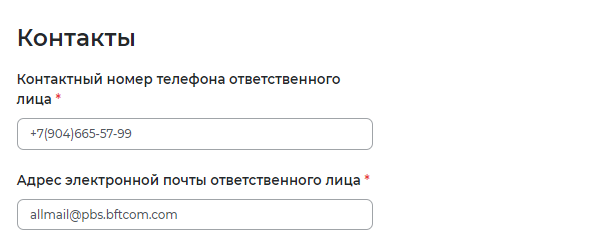 Контакты
Контактный номер телефона ответственного
лица *
+7(904)665-57-99
Адрес электронной почты ответственного лица *
allmail@pbs.bftcom.com